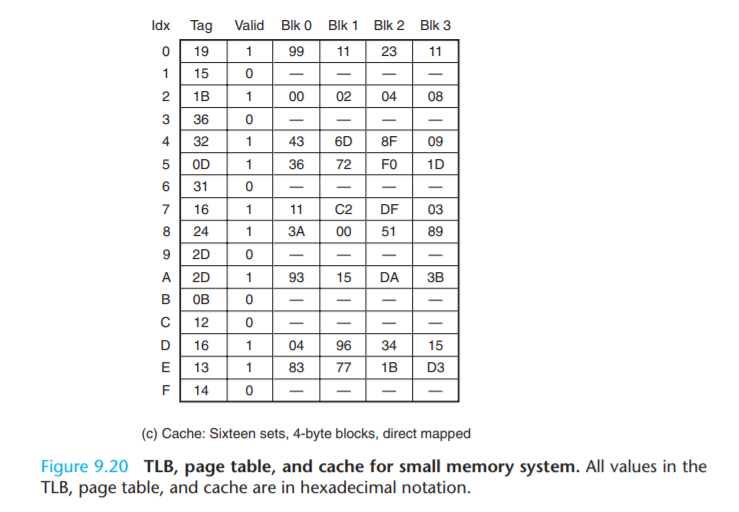 Idx Tag Valid Blk 0 Blk 1 Blk 2 Blk 3
0 19 1 99 11 23 11
1 15 0 — — — —
2 1B 1 00 02 04 08
3 36 0 — — — —
4 32 1 43 6D 8F 09
5 0D 1 36 72 F0 1D
6 31 0 — — — —
7 16 1 11 C2 DF 03
8 24 1 3A 00 51 89
9 2D 0 — — — —
A 2D 1 93 15 DA 3B
B 0B 0 — — — —
C 12 0 — — — —
D 16 1 04 96 34 15
E 13 1 83 77 1B D3
F 14 0 — — — —
(c) Cache: Sixteen sets, 4-byte blocks, direct mapped
Figure 9.20 TLB, page table, and cache for small memory system. All values in the
TLB, page table, and cache are in hexadecimal notation.